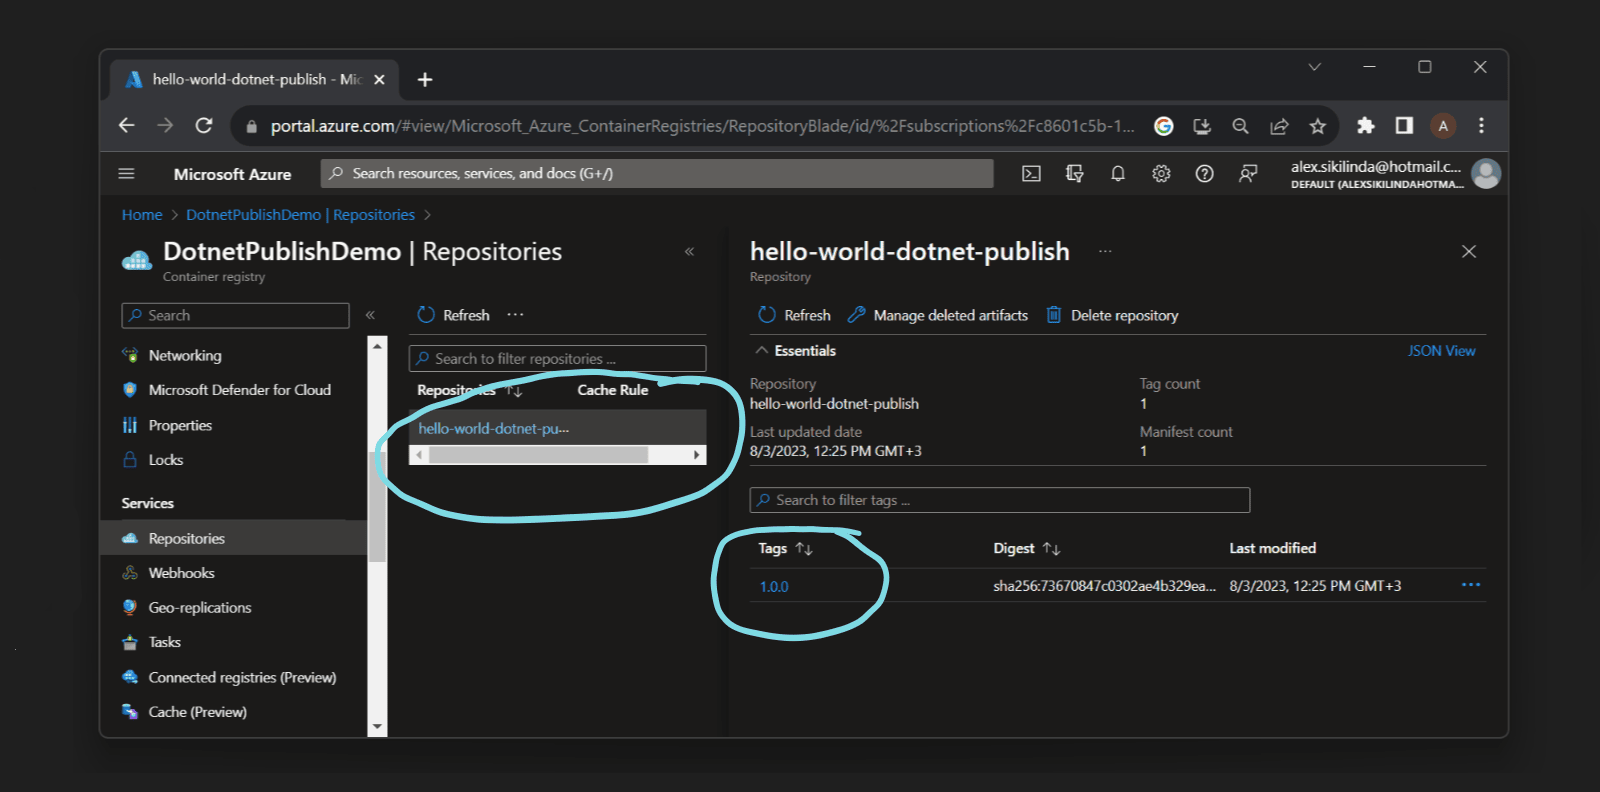 hello-world-dotnet-publish - Mic
portal.azure.com/#view/Microsoft_Azure_ContainerRegistries/RepositoryBlade/id/%2Fsubscriptions%2Fc8601c5b-1...
A
Microsoft Azure
Search resources, services, and docs (G+/)
alex.sikilinda@hotmail.c...
DEFAULT (ALEXSIKILINDAHOTMA...
Home > DotnetPublishDemo | Repositories >
DotnetPublishDemo | Repositories
Container registry
Search
Networking
Microsoft Defender for Cloud
Properties
Locks
Services
Repositories
Webhooks
Geo-replications
Tasks
Connected registries (Preview)
Cache (Preview)
Refresh ...
Search to filter repositories ...
Repositories ↑↓ Cache Rule
hello-world-dotnet-pu...
hello-world-dotnet-publish ...
Repository
Refresh Manage deleted artifacts Delete repository
Essentials JSON View
Repository Tag count
hello-world-dotnet-publish 1
Last updated date Manifest count
8/3/2023, 12:25 PM GMT+3 1
Search to filter tags ...
Tags ↑↓ Digest ↑↓ Last modified
1.0.0 sha256:73670847c0302ae4b329ea... 8/3/2023, 12:25 PM GMT+3 ...